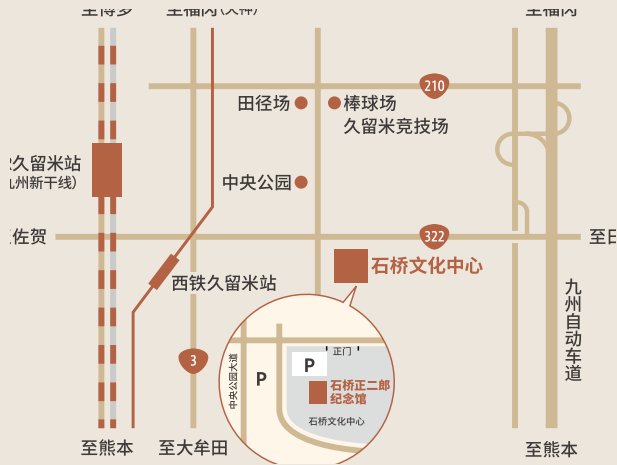 至博多
至福冈(天神)
至福冈
210
田径场
棒球场
久留米竞技场
久留米站
九州新干线)
中央公园
佐贺
322
至日
石桥文化中心
西铁久留米站
九州自动车道
3
正门
P
P
中央公园大道
石桥正二郎
纪念馆
石桥文化中心
至熊本
至大牟田
至熊本